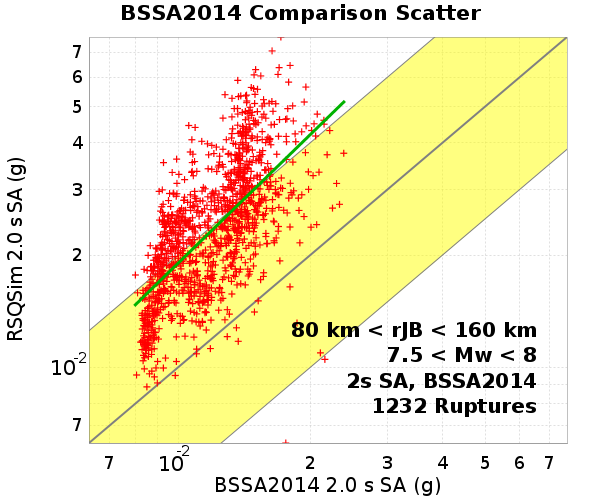 BSSA2014 Comparison Scatter
7
6
5
4
3
2
10-2
7
RSQSim 2.0 s SA (g)
80 km < rJB < 160 km
7.5 < Mw < 8
2s SA, BSSA2014
1232 Ruptures
7 10-2 2 3 4 5 6 7
BSSA2014 2.0 s SA (g)